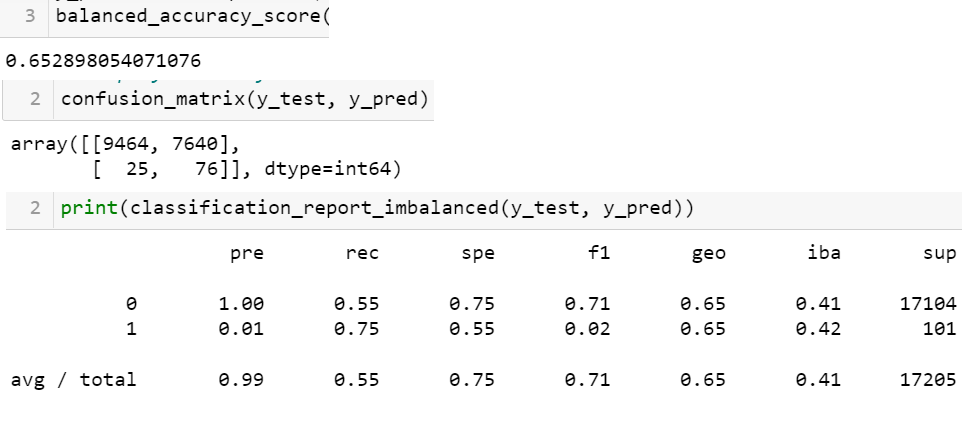 3 balanced_accuracy_score(
0.652898054071076
2 confusion_matrix(y_test, y_pred)
array([[9464, 7640],
[ 25, 76]], dtype=int64)
2 print(classification_report_imbalanced(y_test, y_pred))
pre rec spe f1 geo iba sup
0 1.00 0.55 0.75 0.71 0.65 0.41 17104
1 0.01 0.75 0.55 0.02 0.65 0.42 101
avg / total 0.99 0.55 0.75 0.71 0.65 0.41 17205